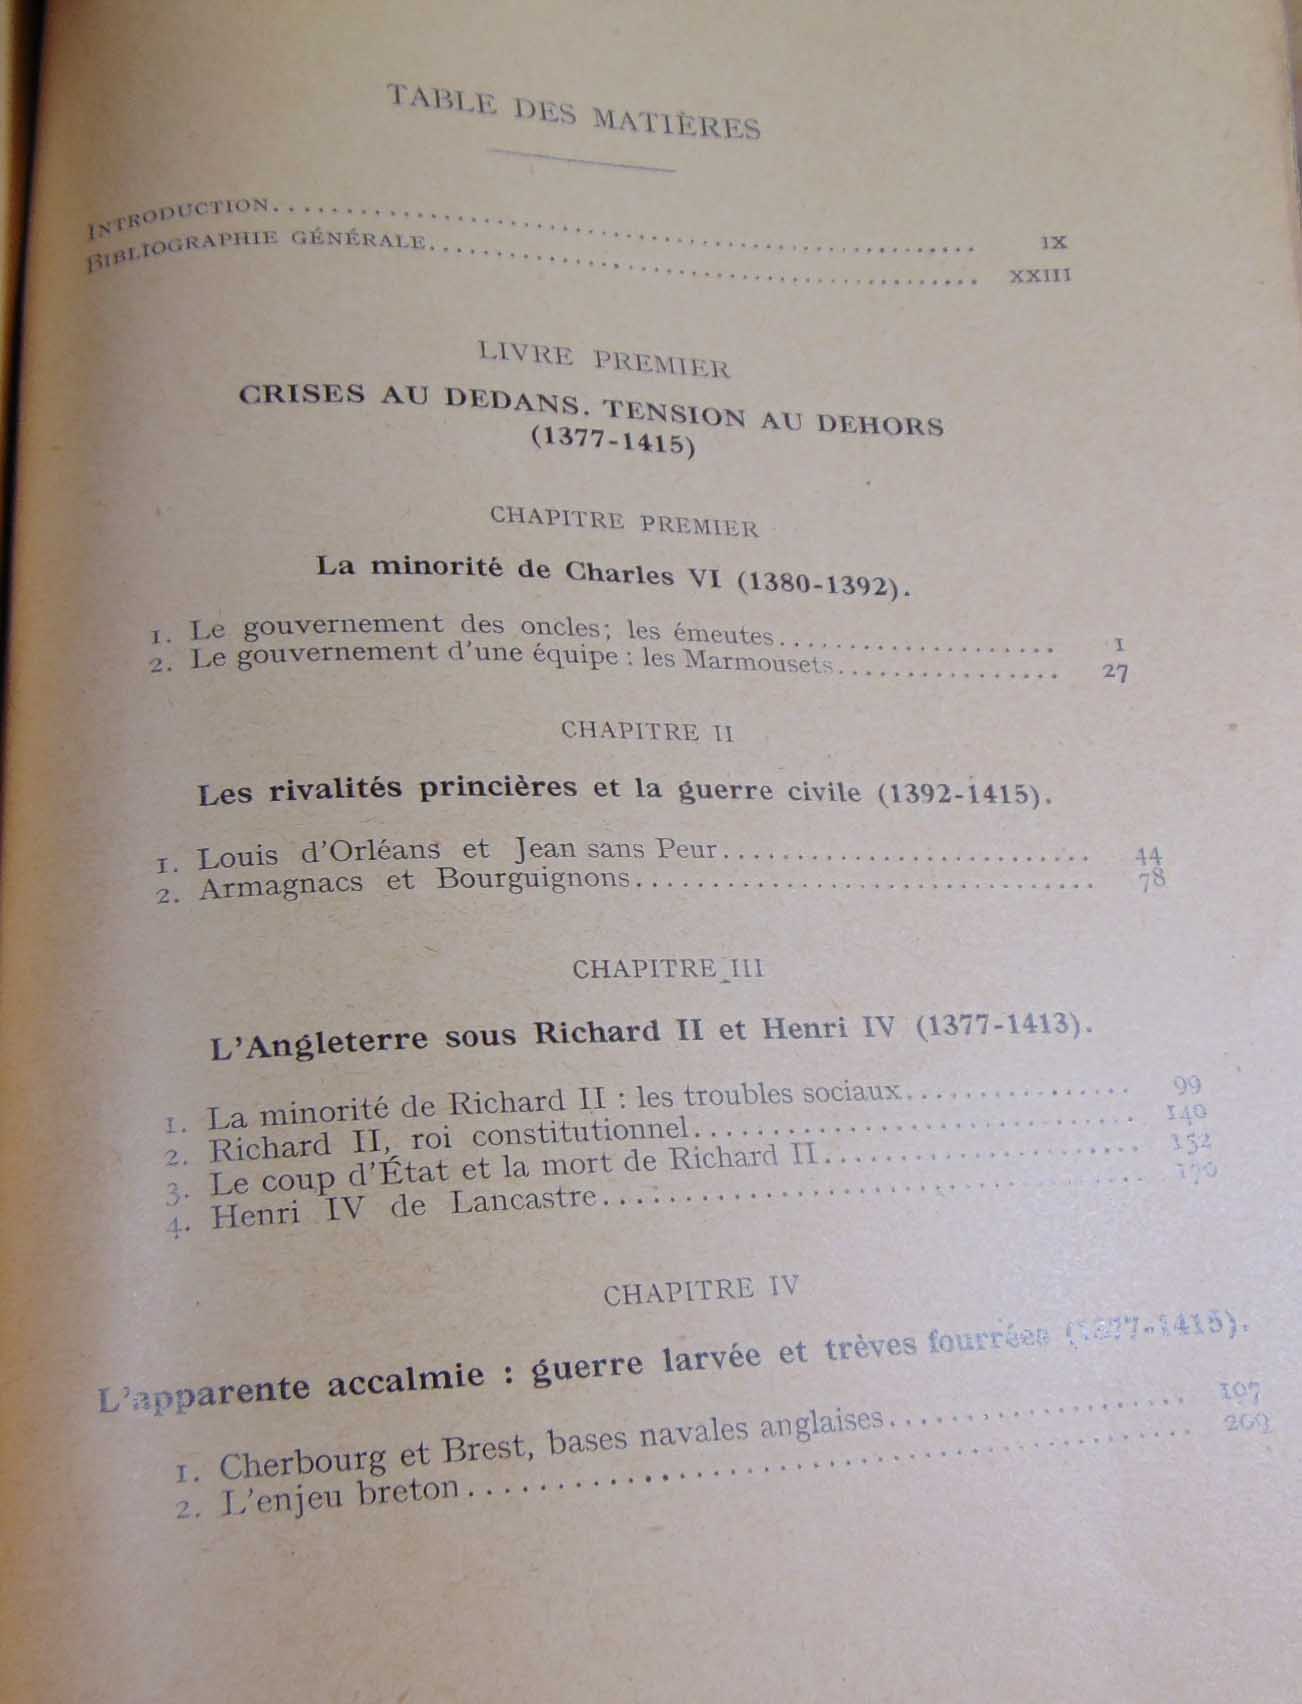 TABLE DES MATIÈRES
INTRODUCTION........ IX
BIBLIOGRAPHIE GÉNÉRALE........ XXIII
LIVRE PREMIER
CRISES AU DEDANS. TENSION AU DEHORS
(1377-1415)
CHAPITRE PREMIER
La minorité de Charles VI (1380-1392).
1. Le gouvernement des oncles; les émeutes........ 1
2. Le gouvernement d'une équipe : les Marmousets........ 27
CHAPITRE II
Les rivalités princières et la guerre civile (1392-1415).
1. Louis d'Orléans et Jean sans Peur........ 44
2. Armagnacs et Bourguignons........ 78
CHAPITRE III
L'Angleterre sous Richard II et Henri IV (1377-1413).
1. La minorité de Richard II : les troubles sociaux........ 99
2. Richard II, roi constitutionnel........ 140
3. Le coup d'État et la mort de Richard II........ 152
4. Henri IV de Lancastre........
CHAPITRE IV
L'apparente accalmie : guerre larvée et trèves fourrées (1377-1415).
1. Cherbourg et Brest, bases navales anglaises........ 197
2. L'enjeu breton........ 209